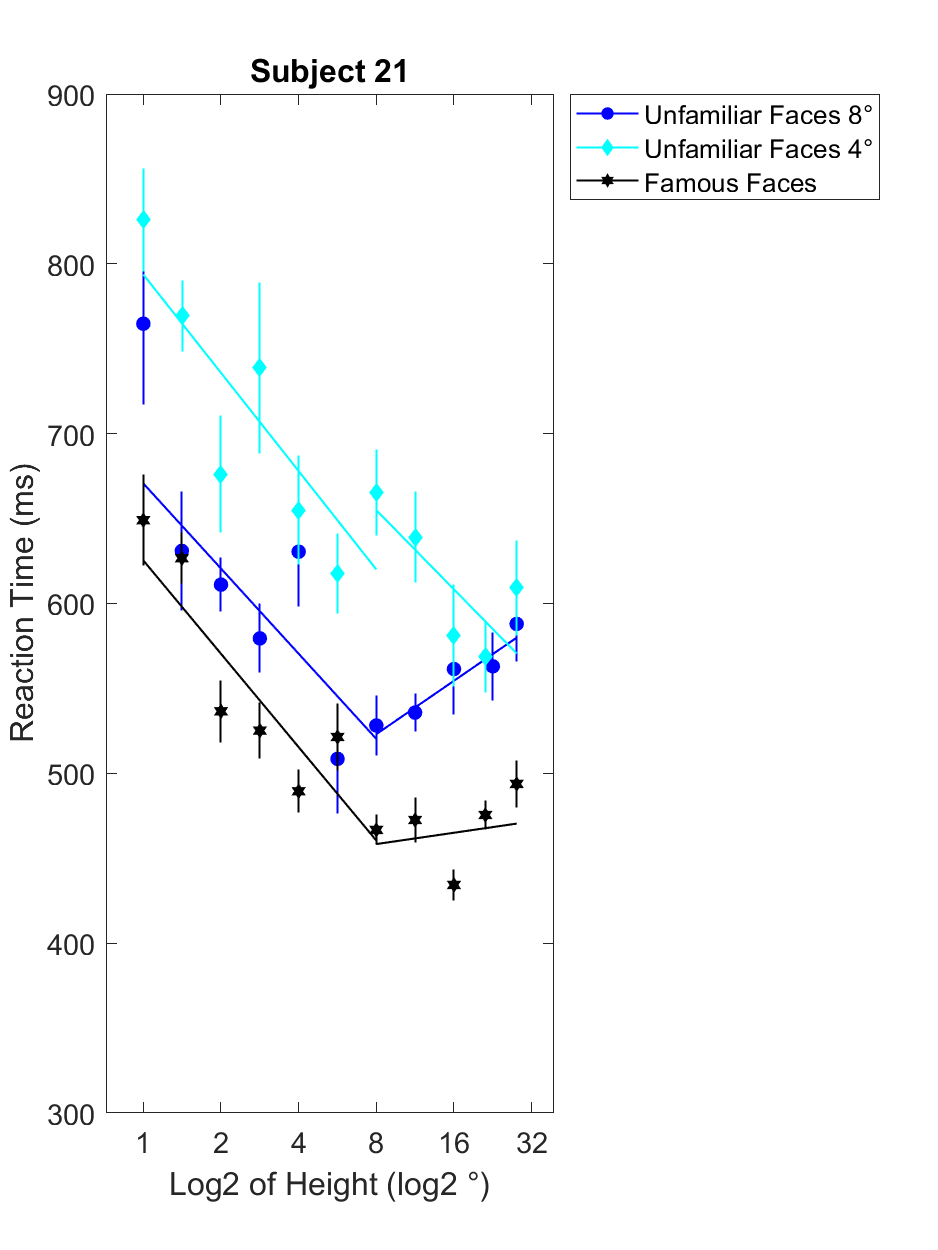 Subject 21
900
800
700
600
500
400
300
Reaction Time (ms)
1 2 4 8 16 32
Log2 of Height (log2 °)
Unfamiliar Faces 8°
Unfamiliar Faces 4°
Famous Faces